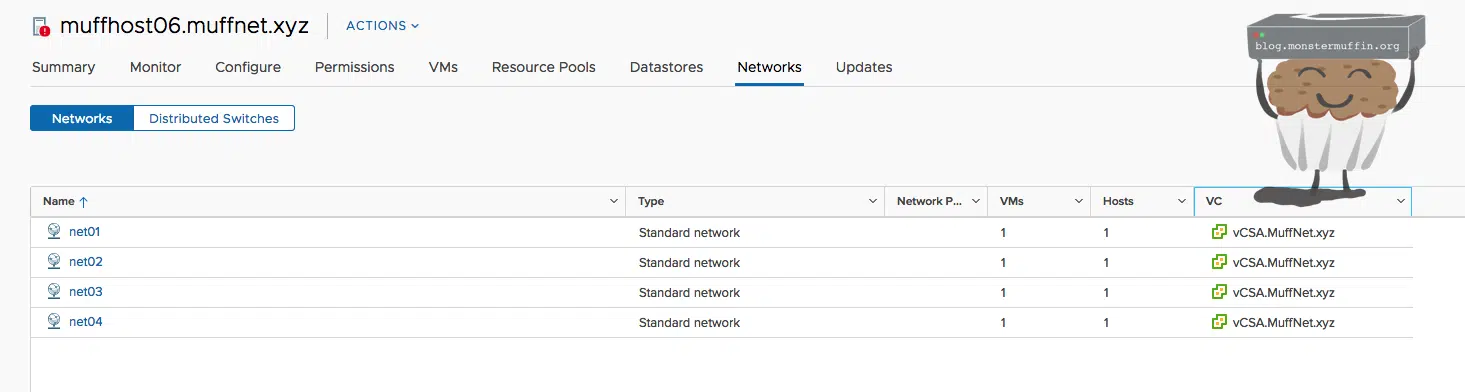 muffhost06.muffnet.xyz ACTIONS
blog.monstermuffin.org
Summary Monitor Configure Permissions VMs Resource Pools Datastores Networks Updates
Networks Distributed Switches
Name Type Network P... VMs Hosts VC
net01 Standard network 1 1 vCSA.MuffNet.xyz
net02 Standard network 1 1 vCSA.MuffNet.xyz
net03 Standard network 1 1 vCSA.MuffNet.xyz
net04 Standard network 1 1 vCSA.MuffNet.xyz